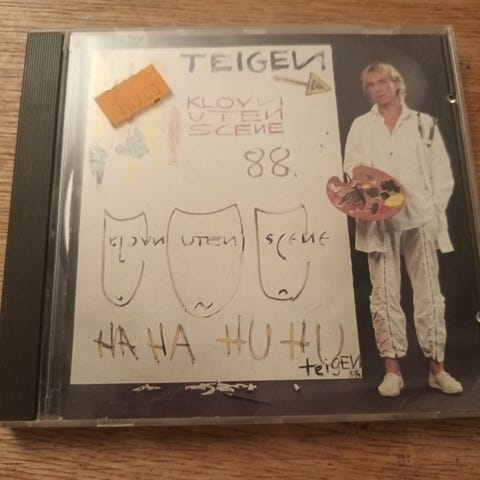 TEIGEN
KLOVN
UTEN
SCENE
88.
KLOVN UTEN SCENE
HA HA HU HU
teigEN